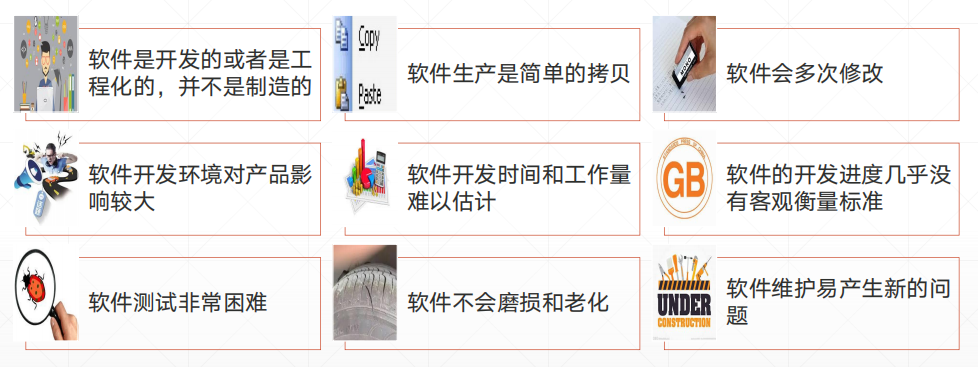 软件是开发的或者是工
程化的，并不是制造的
Copy
Paste
软件生产是简单的拷贝
软件会多次修改
软件开发环境对产品影
响较大
软件开发时间和工作量
难以估计
GB
软件的开发进度几乎没
有客观衡量标准
软件测试非常困难
软件不会磨损和老化
UNDER
CONSTRUCTION
软件维护易产生新的问
题